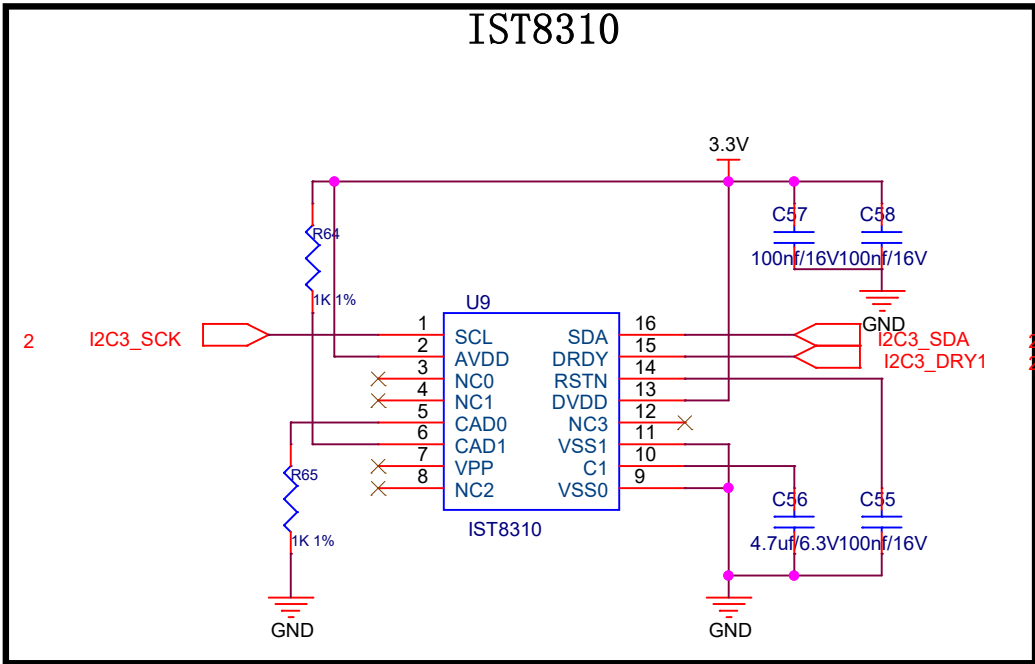 IST8310
3.3V
C57
C58
100nf/16V
100nf/16V
GND
R64
1K 1%
U9
2
I2C3_SCK
1
SCL
2
AVDD
3
NC0
4
NC1
5
CAD0
6
CAD1
7
VPP
8
NC2
16
SDA
15
DRDY
14
RSTN
13
DVDD
12
NC3
11
VSS1
10
C1
9
VSS0
I2C3_SDA
2
I2C3_DRY1
2
IST8310
R65
1K 1%
GND
C56
C55
4.7uf/6.3V
100nf/16V
GND